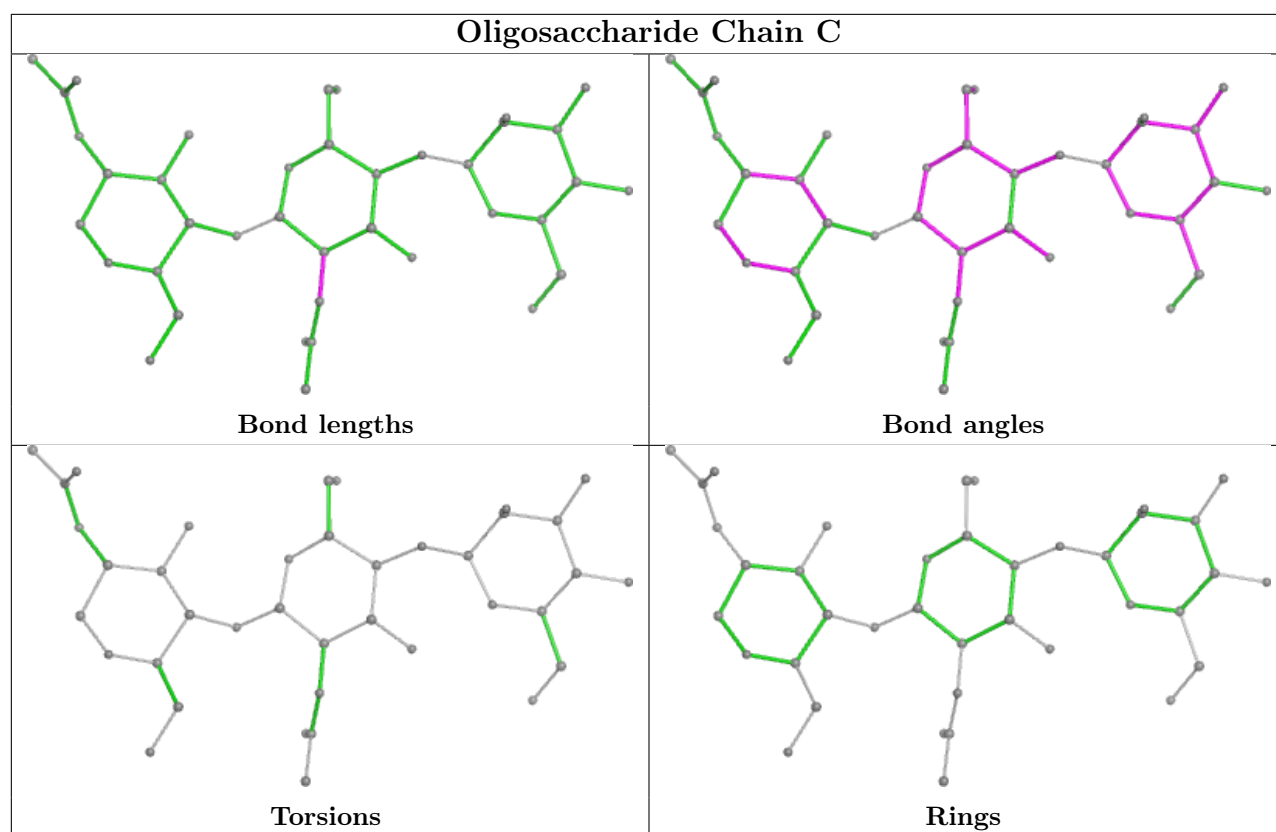 Oligosaccharide Chain C
Bond lengths
Bond angles
Torsions
Rings